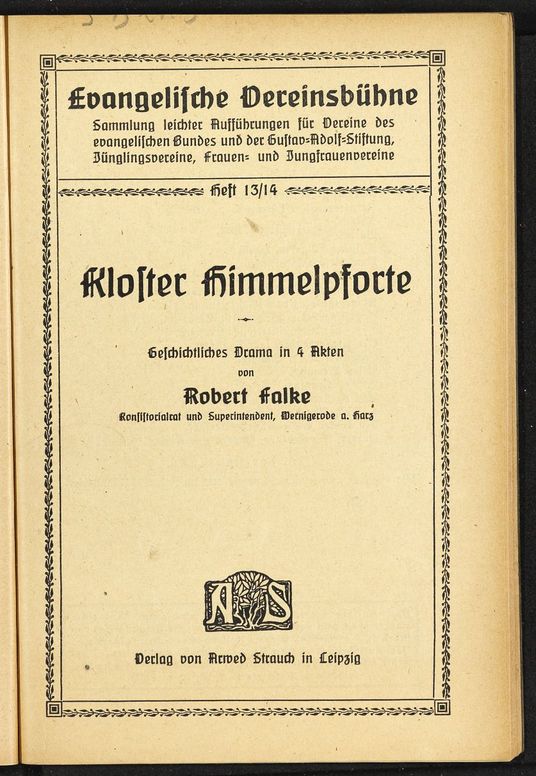 Evangelische Vereinsbühne
Sammlung leichter Aufführungen für Vereine des
evangelischen Bundes und der Gustav-Adolf-Stiftung,
Jünglingsvereine, Frauen- und Jungfrauenvereine
Heft 13/14
Kloster Himmelpforte
Geschichtliches Drama in 4 Akten
von
Robert Falke
Konsistorialrat und Superintendent, Wernigerode a. Harz
A S
Verlag von Arwed Strauch in Leipzig